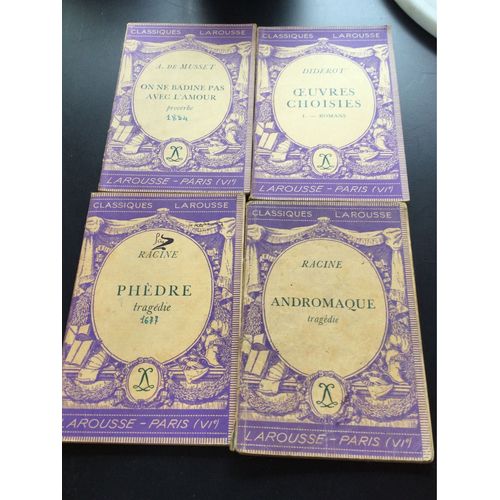 CLASSIQUES LAROUSSE
A. DE MUSSET
ON NE BADINE PAS
AVEC L'AMOUR
proverbe
1834
LAROUSSE – PARIS (VIe)
CLASSIQUES LAROUSSE
DIDEROT
ŒUVRES
CHOISIES
I. — ROMANS
LAROUSSE – PARIS (VIe)
CLASSIQUES LAROUSSE
RACINE
PHÈDRE
tragédie
1677
LAROUSSE – PARIS (VIe)
CLASSIQUES LAROUSSE
RACINE
ANDROMAQUE
tragédie
LAROUSSE – PARIS (VIe)